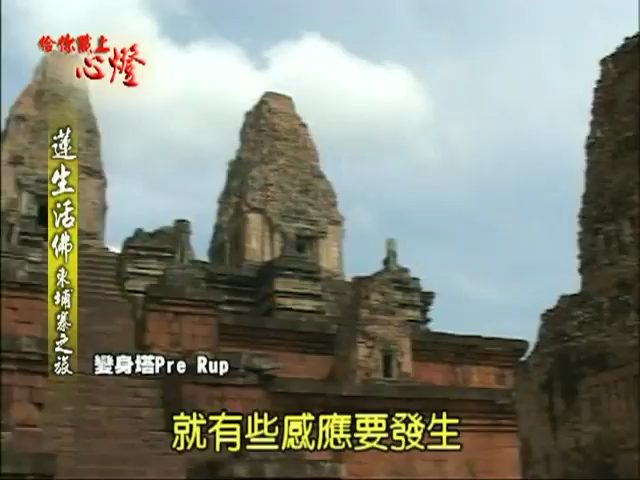 給你點上
心燈
蓮生活佛
柬埔寨之旅
變身塔Pre Rup
就有些感應要發生